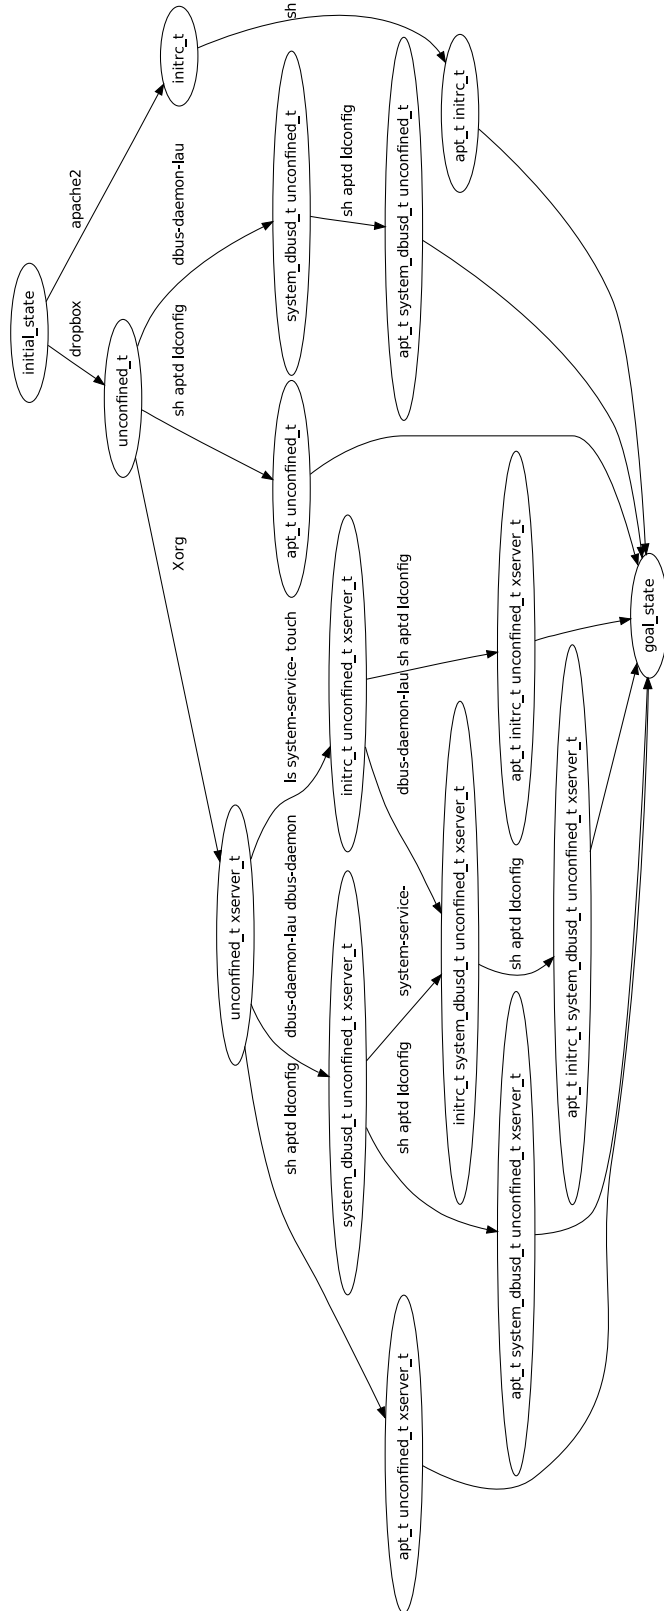 initial_state
apache2
dropbox
initrc_t
sh
unconfined_t
dbus-daemon-lau
sh aptd ldconfig
Xorg
system_dbusd_t unconfined_t
sh aptd ldconfig
apt_t system_dbusd_t unconfined_t
apt_t initrc_t
apt_t unconfined_t
unconfined_t xserver_t
ls system-service- touch
dbus-daemon-lau dbus-daemon
sh aptd ldconfig
initrc_t unconfined_t xserver_t
system_dbusd_t unconfined_t xserver_t
sh aptd ldconfig
dbus-daemon-lau
system-service-
sh aptd ldconfig
apt_t unconfined_t xserver_t
initrc_t system_dbusd_t unconfined_t xserver_t
sh aptd ldconfig
apt_t initrc_t unconfined_t xserver_t
apt_t system_dbusd_t unconfined_t xserver_t
apt_t initrc_t system_dbusd_t unconfined_t xserver_t
goal_state